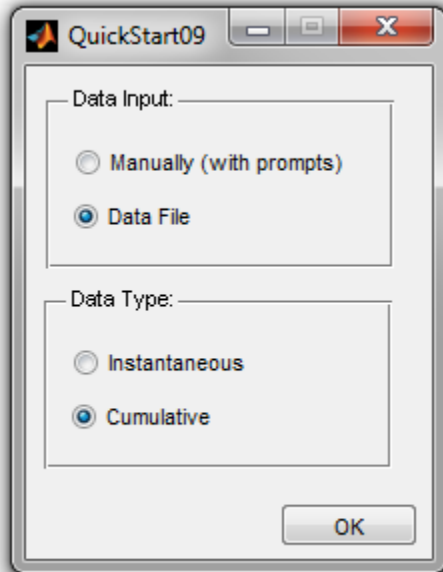 QuickStart09
Data Input:
Manually (with prompts)
Data File
Data Type:
Instantaneous
Cumulative
OK